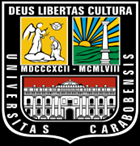 DEUS LIBERTAS CULTURA
MDCCCXCII - MCMLVIII
UNIVERSITAS
CARABOBENSIS